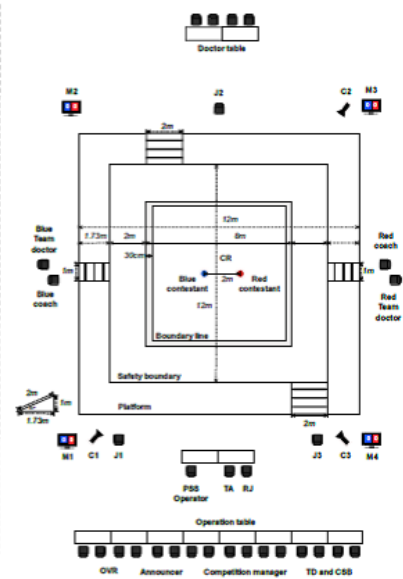 Doctor table
M2
J2
C2
M3
2m
12m
1.73m
2m
8m
30cm
CR
Blue contestant
2m
Red contestant
12m
Blue Team doctor
Blue coach
1m
Red coach
Red Team doctor
1m
Boundary line
Safety boundary
Platform
2m
1m
1.73m
2m
M1
C1
J1
J3
C3
M4
PSS Operator
TA
RJ
Operation table
OVR
Announcer
Competition manager
TD and CSB